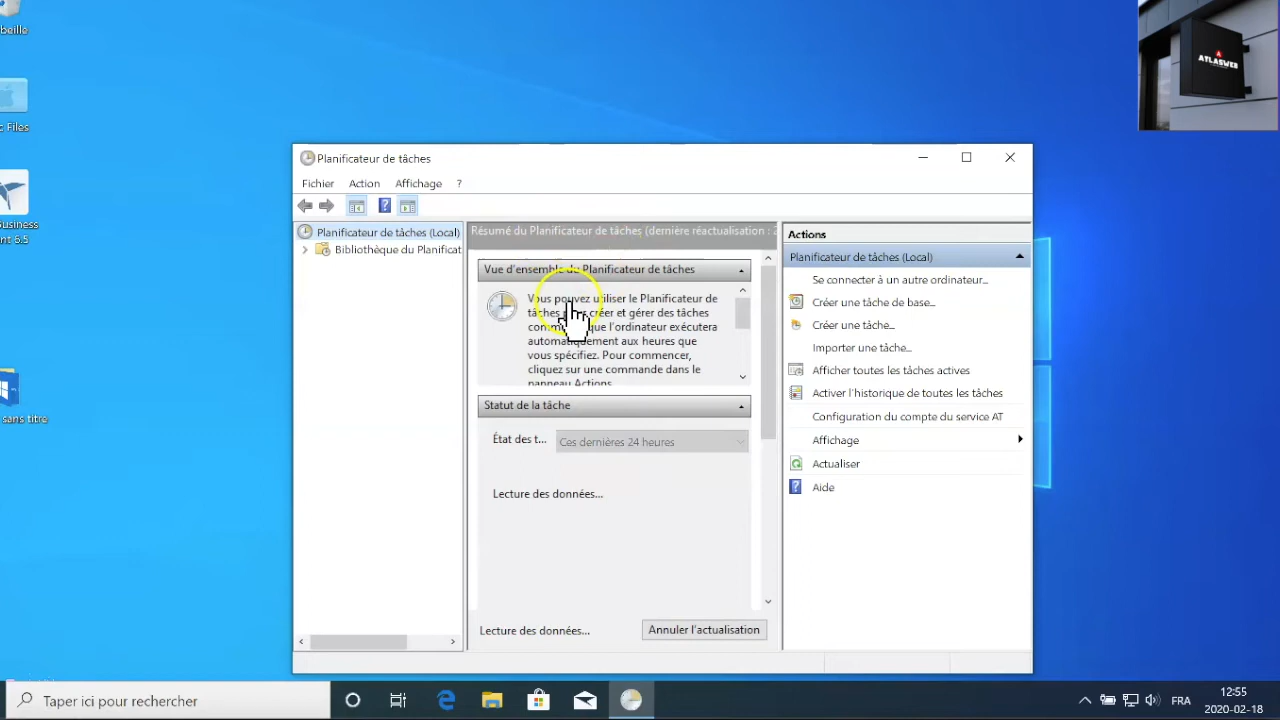 beille
c Files
usiness
nt 6.5
sans titre
ATLASWEB
Planificateur de tâches
Fichier Action Affichage ?
Planificateur de tâches (Local)
Bibliothèque du Planificat
Résumé du Planificateur de tâches (dernière réactualisation : 2
Vue d'ensemble du Planificateur de tâches
Vous pouvez utiliser le Planificateur de
tâches créer et gérer des tâches
que l'ordinateur exécutera
automatiquement aux heures que
vous spécifiez. Pour commencer,
cliquez sur une commande dans le
panneau Actions.
Statut de la tâche
État des t... Ces dernières 24 heures
Lecture des données...
Lecture des données... Annuler l'actualisation
Actions
Planificateur de tâches (Local)
Se connecter à un autre ordinateur...
Créer une tâche de base...
Créer une tâche...
Importer une tâche...
Afficher toutes les tâches actives
Activer l'historique de toutes les tâches
Configuration du compte du service AT
Affichage
Actualiser
Aide
Taper ici pour rechercher
FRA
12:55
2020-02-18